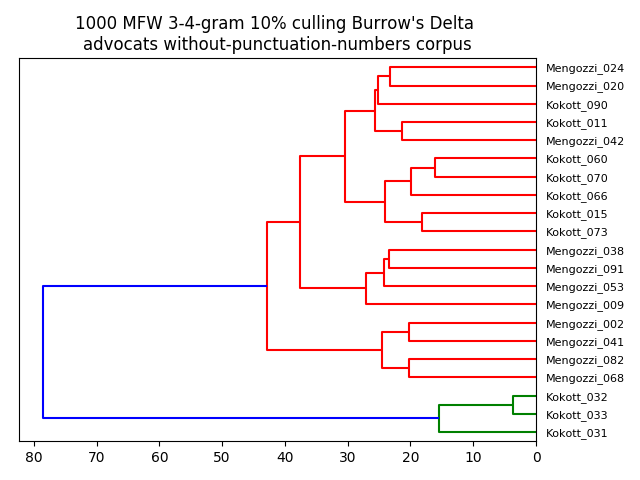 1000 MFW 3-4-gram 10% culling Burrow's Delta
advocats without-punctuation-numbers corpus
Mengozzi_024
Mengozzi_020
Kokott_090
Kokott_011
Mengozzi_042
Kokott_060
Kokott_070
Kokott_066
Kokott_015
Kokott_073
Mengozzi_038
Mengozzi_091
Mengozzi_053
Mengozzi_009
Mengozzi_002
Mengozzi_041
Mengozzi_082
Mengozzi_068
Kokott_032
Kokott_033
Kokott_031
80 70 60 50 40 30 20 10 0